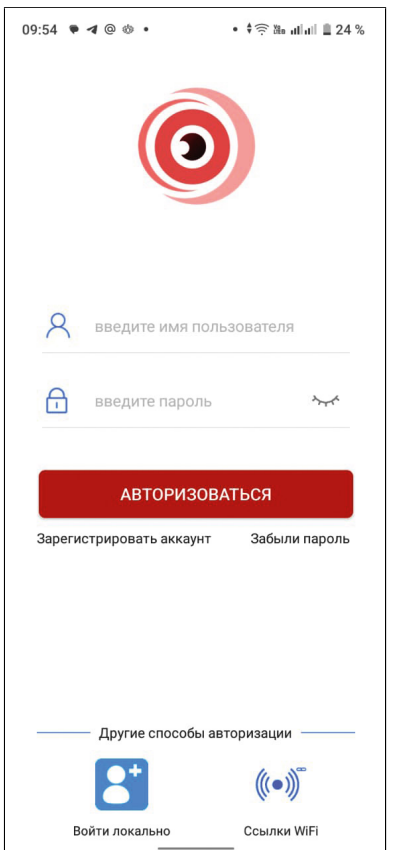 09:54 24 %
введите имя пользователя
введите пароль
АВТОРИЗОВАТЬСЯ
Зарегистрировать аккаунт Забыли пароль
Другие способы авторизации
Войти локально Ссылки WiFi